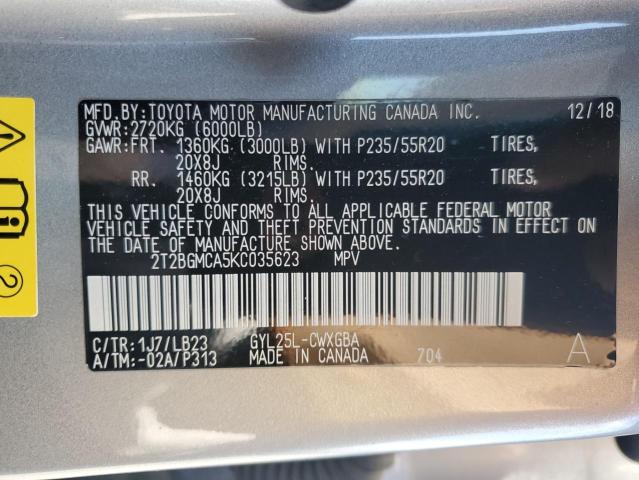 MFD.BY:TOYOTA MOTOR MANUFACTURING CANADA INC. 12/18
GVWR:2720KG (6000LB)
GAWR:FRT. 1360KG (3000LB) WITH P235/55R20 TIRES,
20X8J RIMS.
RR. 1460KG (3215LB) WITH P235/55R20 TIRES,
20X8J RIMS.
THIS VEHICLE CONFORMS TO ALL APPLICABLE FEDERAL MOTOR
VEHICLE SAFETY AND THEFT PREVENTION STANDARDS IN EFFECT
ON THE DATE OF MANUFACTURE SHOWN ABOVE.
2T2BGMCA5KC035623 MPV
C/TR:1J7/LB23 GYL25L-CWXGBA
A/TM:-02A/P313 MADE IN CANADA 704 A
2